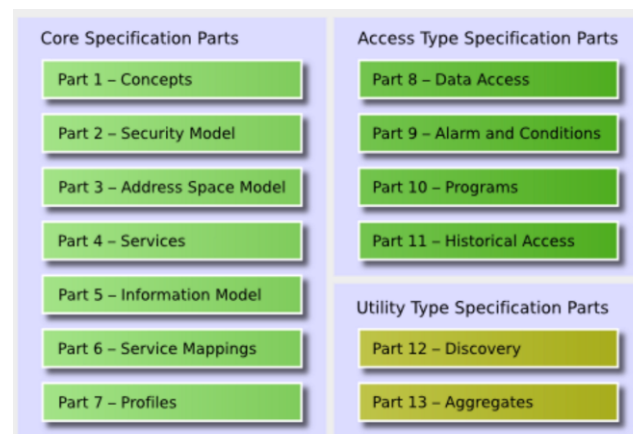 Core Specification Parts
Part 1 – Concepts
Part 2 – Security Model
Part 3 – Address Space Model
Part 4 – Services
Part 5 – Information Model
Part 6 – Service Mappings
Part 7 – Profiles
Access Type Specification Parts
Part 8 – Data Access
Part 9 – Alarm and Conditions
Part 10 – Programs
Part 11 – Historical Access
Utility Type Specification Parts
Part 12 – Discovery
Part 13 – Aggregates